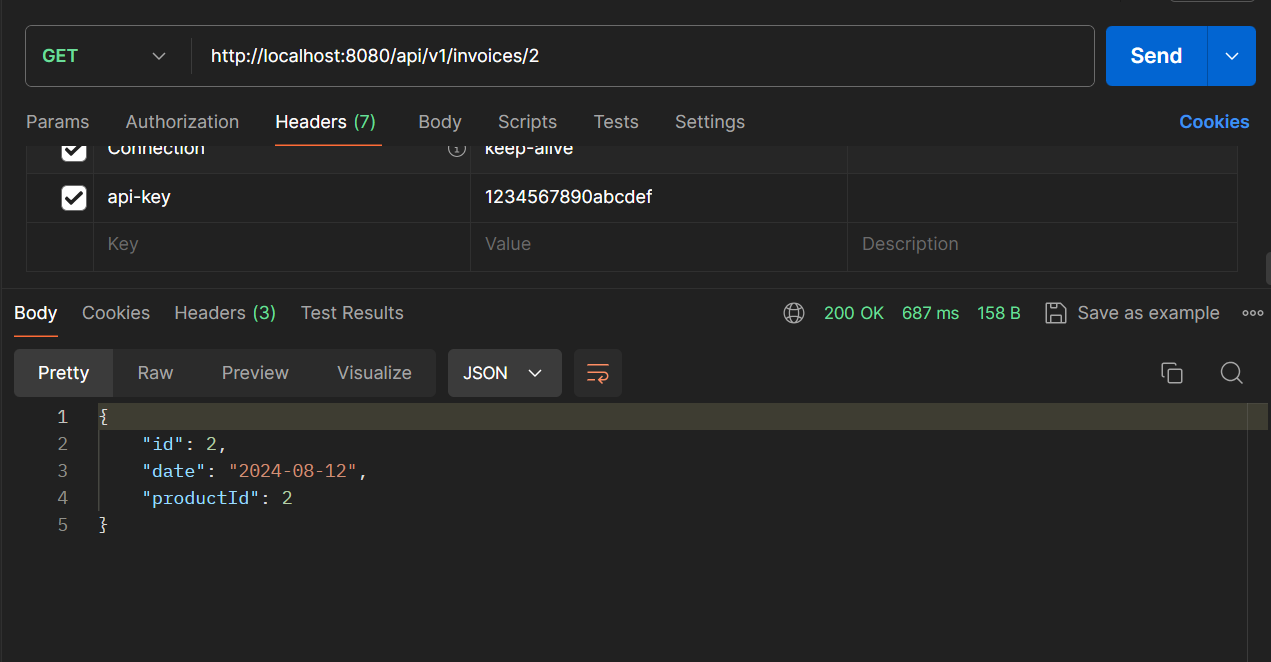 GET http://localhost:8080/api/v1/invoices/2 Send
Params Authorization Headers (7) Body Scripts Tests Settings Cookies
Connection keep-alive
api-key 1234567890abcdef
Key Value Description
Body Cookies Headers (3) Test Results 200 OK 687 ms 158 B Save as example
Pretty Raw Preview Visualize JSON
1 {
2 "id": 2,
3 "date": "2024-08-12",
4 "productId": 2
5 }